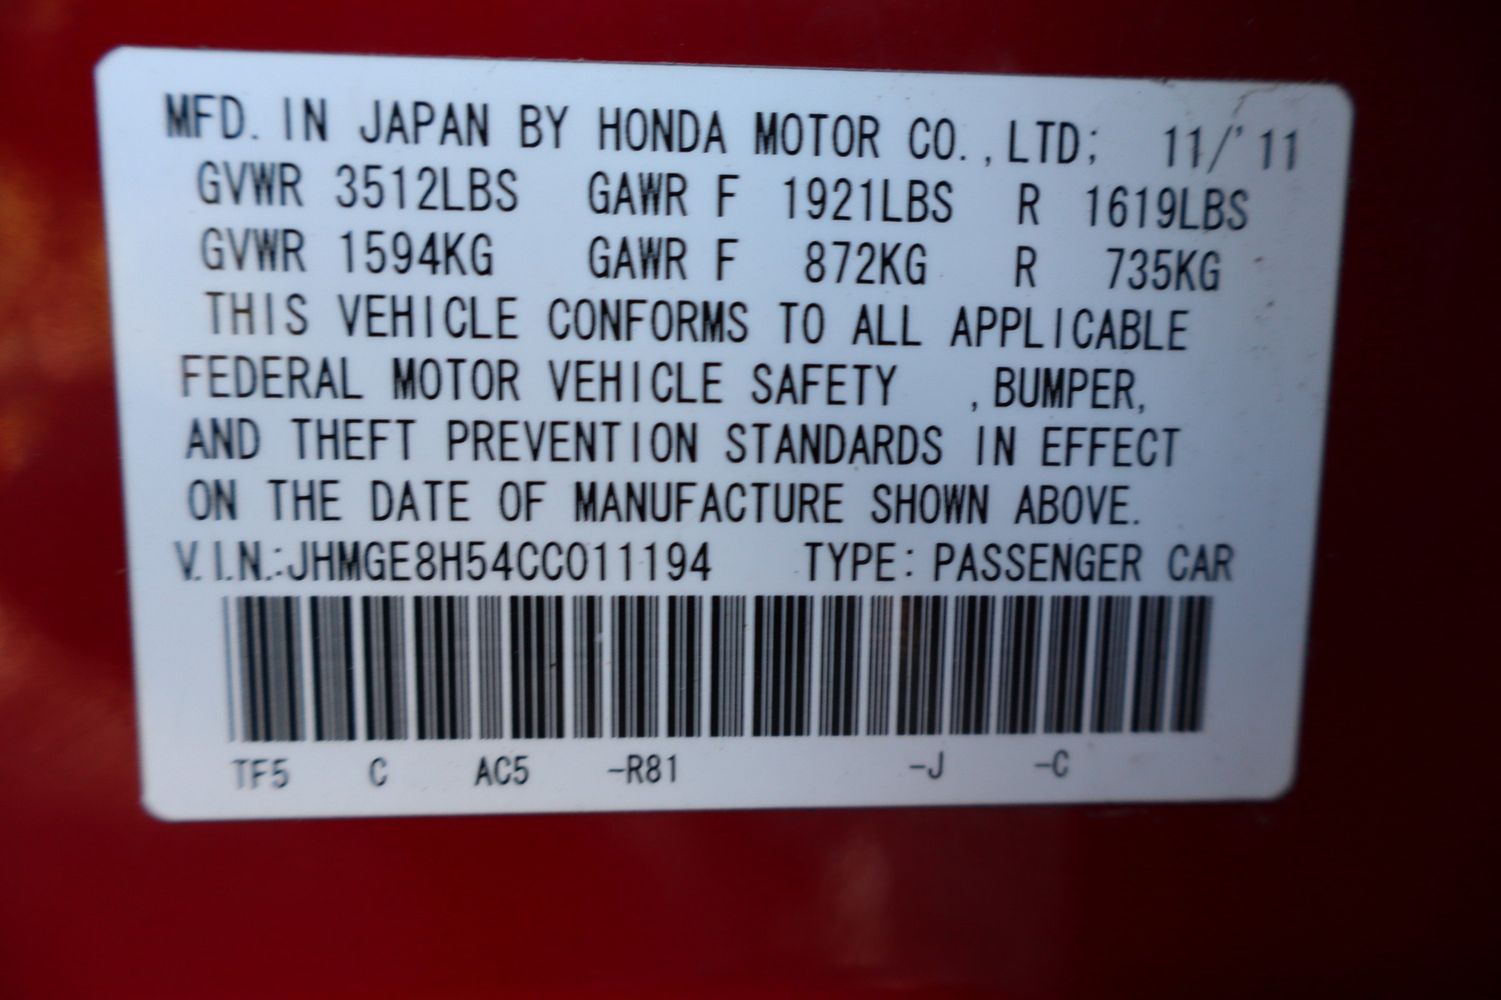 MFD. IN JAPAN BY HONDA MOTOR CO., LTD; 11/'11
GVWR 3512LBS GAWR F 1921LBS R 1619LBS
GVWR 1594KG GAWR F 872KG R 735KG
THIS VEHICLE CONFORMS TO ALL APPLICABLE
FEDERAL MOTOR VEHICLE SAFETY , BUMPER,
AND THEFT PREVENTION STANDARDS IN EFFECT
ON THE DATE OF MANUFACTURE SHOWN ABOVE.
V.I.N.:JHMGE8H54CC011194 TYPE: PASSENGER CAR
TF5 C AC5 -R81 -J -C